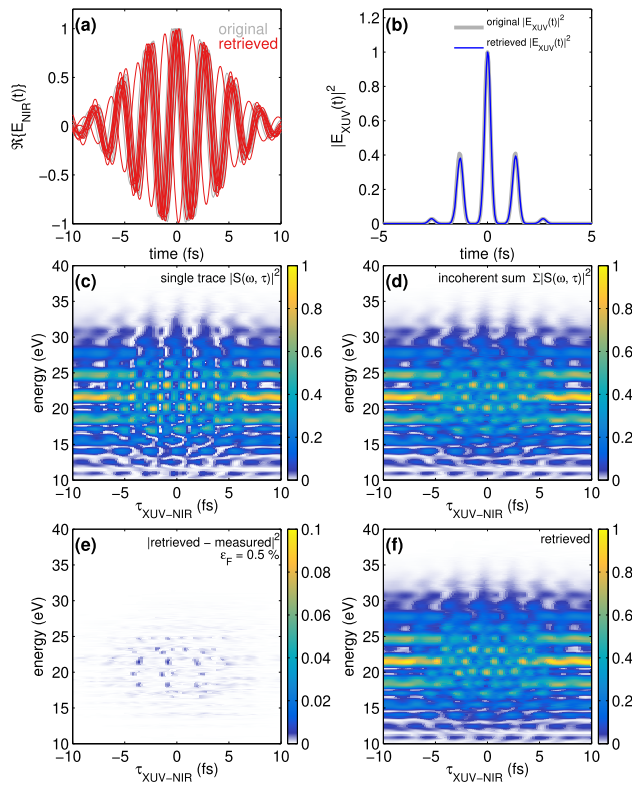 (a)
original
retrieved
1
0.5
0
−0.5
−1
ℜ{E_NIR(t)}
−10 −5 0 5 10
time (fs)
(b)
original |E_XUV(t)|^2
retrieved |E_XUV(t)|^2
1.2
1
0.8
0.6
0.4
0.2
0
|E_XUV(t)|^2
−5 0 5
time (fs)
(c)
single trace |S(ω, τ)|^2
40
35
30
25
20
15
10
energy (eV)
−10 −5 0 5 10
τ_XUV−NIR (fs)
1
0.8
0.6
0.4
0.2
0
(d)
incoherent sum Σ|S(ω, τ)|^2
40
35
30
25
20
15
10
energy (eV)
−10 −5 0 5 10
τ_XUV−NIR (fs)
1
0.8
0.6
0.4
0.2
0
(e)
|retrieved − measured|^2
ε_F = 0.5 %
40
35
30
25
20
15
10
energy (eV)
−10 −5 0 5 10
τ_XUV−NIR (fs)
0.1
0.08
0.06
0.04
0.02
0
(f)
retrieved
40
35
30
25
20
15
10
energy (eV)
−10 −5 0 5 10
τ_XUV−NIR (fs)
1
0.8
0.6
0.4
0.2
0